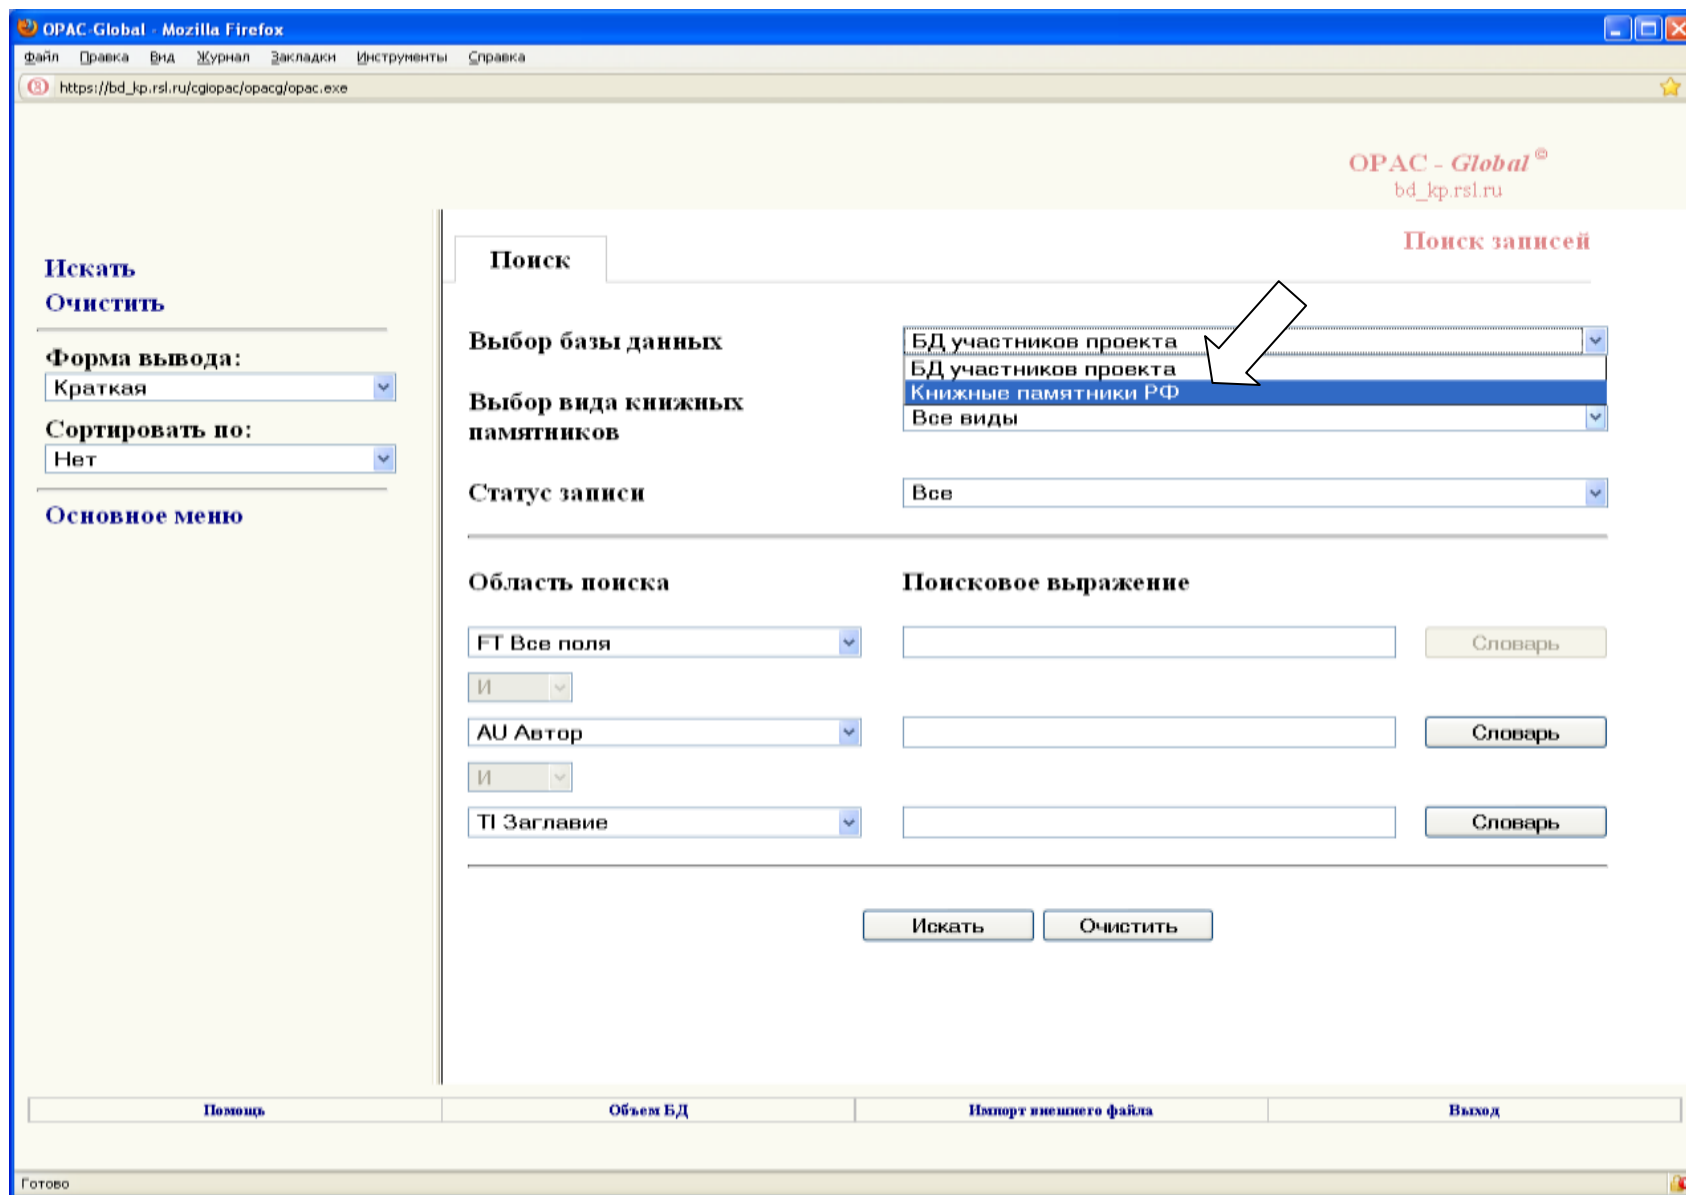 OPAC-Global - Mozilla Firefox
Файл Правка Вид Журнал Закладки Инструменты Справка
https://bd_kp.rsl.ru/cgiopac/opacg/opac.exe
OPAC - Global ©
bd_kp.rsl.ru
Поиск записей
Искать
Очистить
Форма вывода:
Краткая
Сортировать по:
Нет
Основное меню
Поиск
Выбор базы данных
БД участников проекта
БД участников проекта
Книжные памятники РФ
Выбор вида книжных
памятников
Все виды
Статус записи
Все
Область поиска
Поисковое выражение
FT Все поля
Словарь
И
AU Автор
Словарь
И
TI Заглавие
Словарь
Искать
Очистить
Помощь
Объем БД
Импорт внешнего файла
Выход
Готово